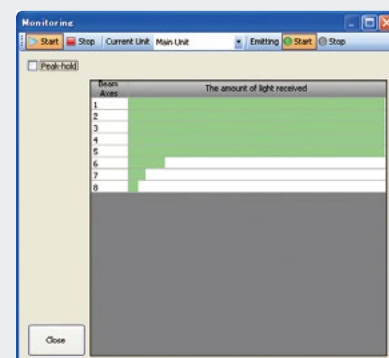 Monitoring
Start Stop Current Unit Main Unit Emitting Start Stop
Peak-hold
Beam Axes The amount of light received
1
2
3
4
5
6
7
8
Close